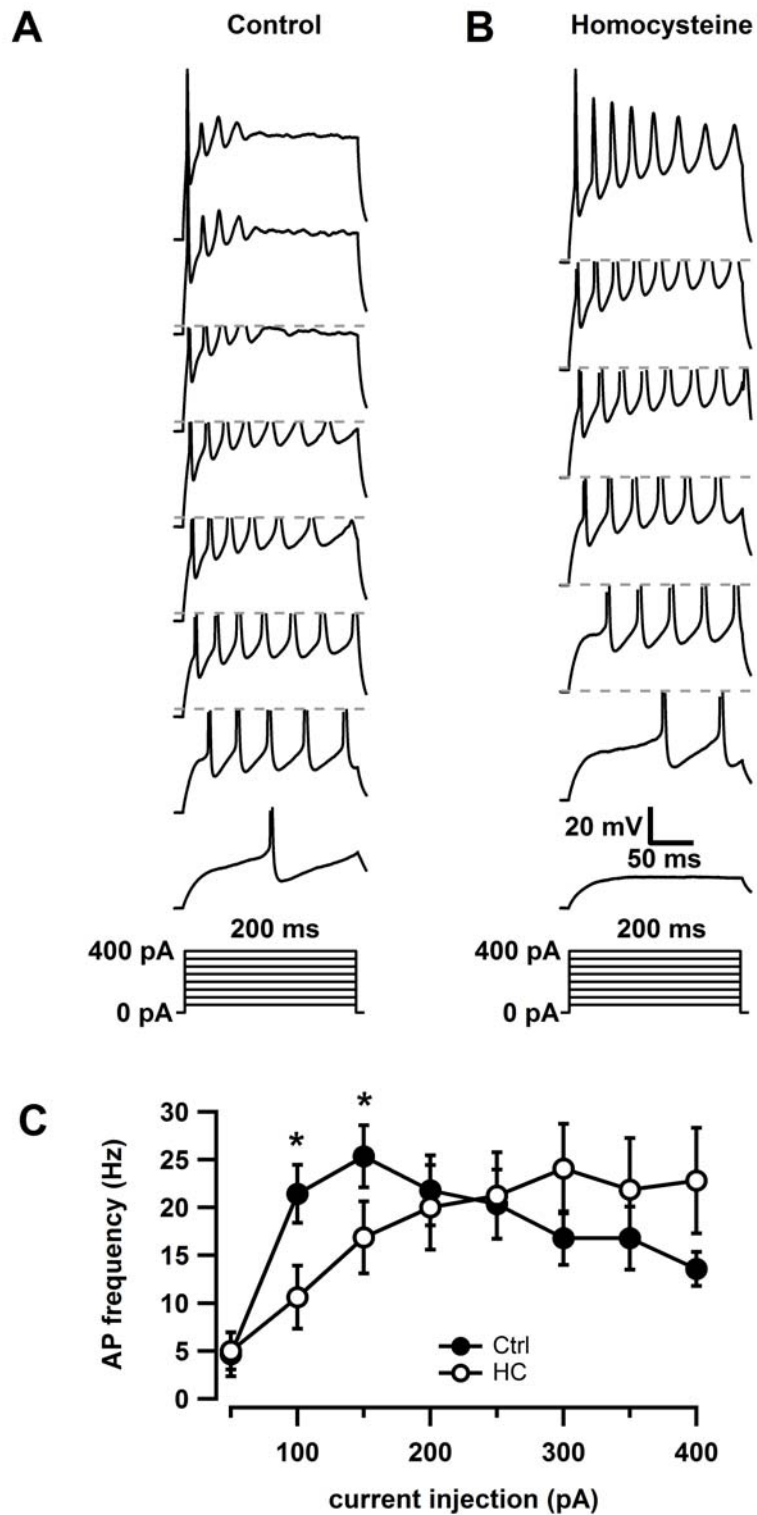 A Control B Homocysteine
20 mV
50 ms
200 ms 200 ms
400 pA 400 pA
0 pA 0 pA
C
* *
AP frequency (Hz)
30
25
20
15
10
5
0
Ctrl
HC
100 200 300 400
current injection (pA)